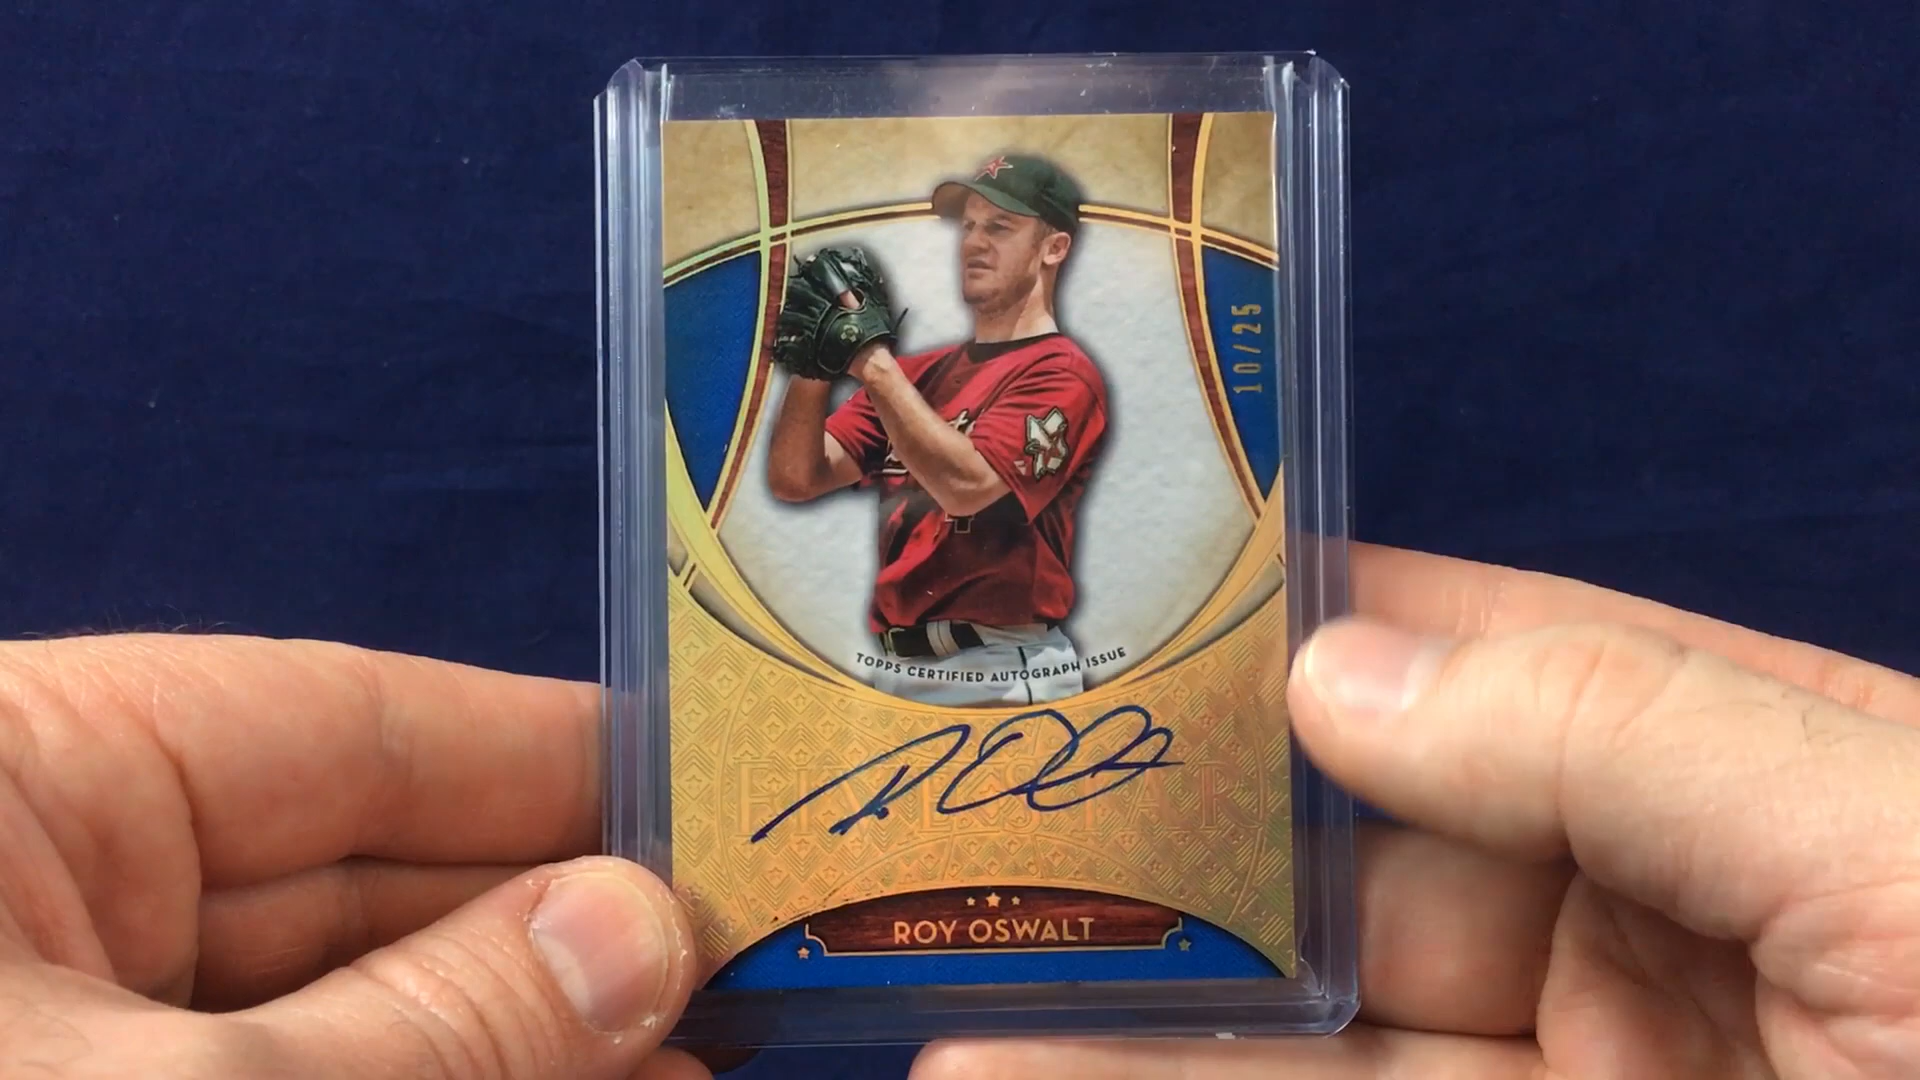 10/25
TOPPS CERTIFIED AUTOGRAPH ISSUE
FIVE STAR
ROY OSWALT